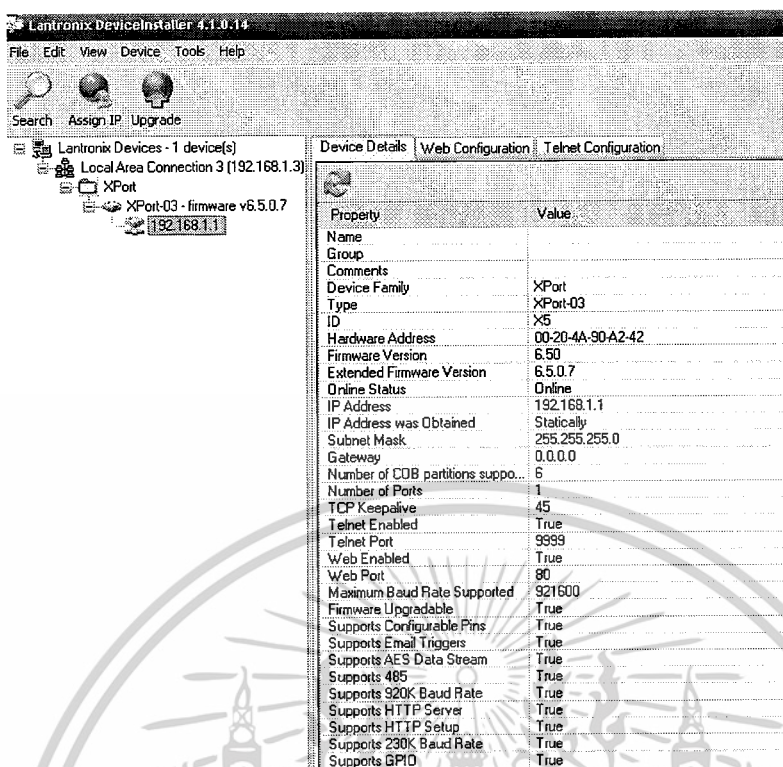 Lantronix DeviceInstaller 4.1.0.14
File Edit View Device Tools Help
Search Assign IP Upgrade
Lantronix Devices - 1 device(s)
Local Area Connection 3 (192.168.1.3)
XPort
XPort-03 - firmware v6.5.0.7
192.168.1.1
Device Details Web Configuration Telnet Configuration
Property Value
Name
Group
Comments
Device Family XPort
Type XPort-03
ID X5
Hardware Address 00-20-4A-90-A2-42
Firmware Version 6.50
Extended Firmware Version 6.5.0.7
Online Status Online
IP Address 192.168.1.1
IP Address was Obtained Statically
Subnet Mask 255.255.255.0
Gateway 0.0.0.0
Number of COB partitions suppo... 6
Number of Ports 1
TCP Keepalive 45
Telnet Enabled True
Telnet Port 9999
Web Enabled True
Web Port 80
Maximum Baud Rate Supported 921600
Firmware Upgradable True
Supports Configurable Pins True
Supports Email Triggers True
Supports AES Data Stream True
Supports 485 True
Supports 920K Baud Rate True
Supports HTTP Server True
Supports HTTP Setup True
Supports 230K Baud Rate True
Supports GPIO True